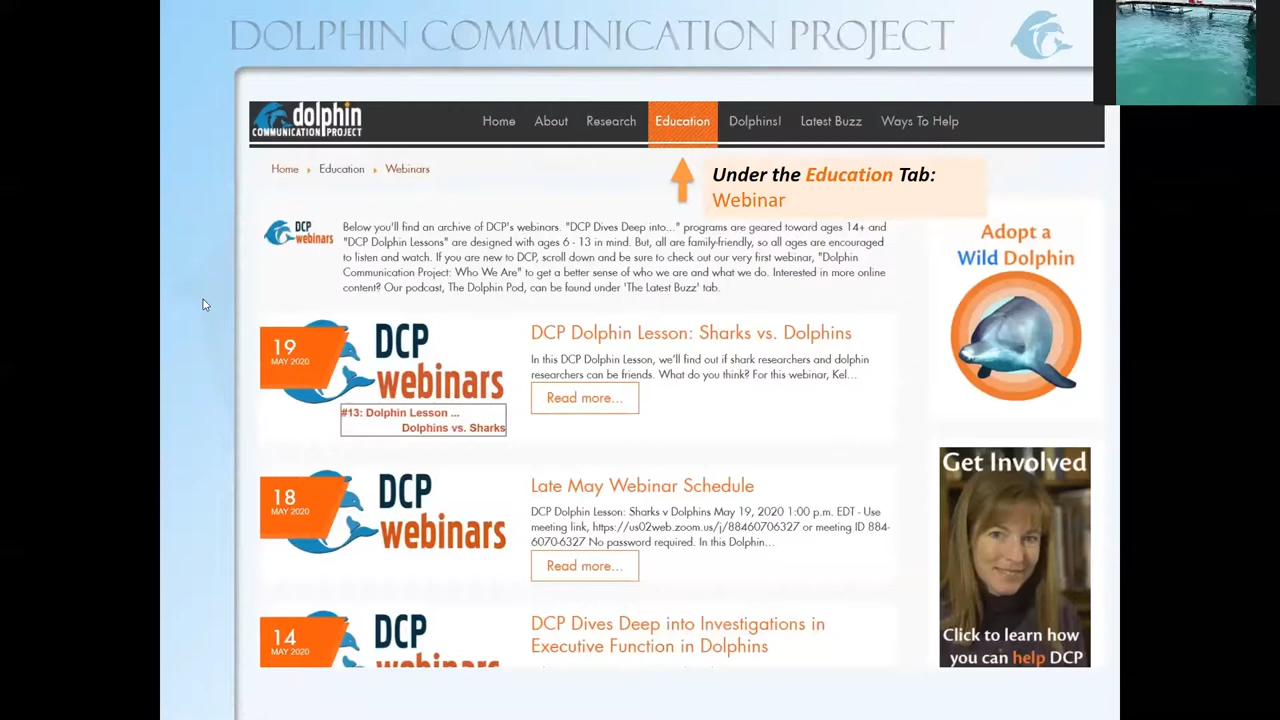 DOLPHIN COMMUNICATION PROJECT
dolphin
COMMUNICATION PROJECT
Home About Research Education Dolphins! Latest Buzz Ways To Help
Home Education Webinars
Under the Education Tab:
Webinar
DCP
webinars
Below you'll find an archive of DCP's webinars. "DCP Dives Deep into..." programs are geared toward ages 14+ and
"DCP Dolphin Lessons" are designed with ages 6 - 13 in mind. But, all are family-friendly, so all ages are encouraged
to listen and watch. If you are new to DCP, scroll down and be sure to check out our very first webinar, "Dolphin
Communication Project: Who We Are" to get a better sense of who we are and what we do. Interested in more online
content? Our podcast, The Dolphin Pod, can be found under 'The Latest Buzz' tab.
Adopt a
Wild Dolphin
19
MAY 2020
DCP
webinars
#13: Dolphin Lesson ...
Dolphins vs. Sharks
DCP Dolphin Lesson: Sharks vs. Dolphins
In this DCP Dolphin Lesson, we'll find out if shark researchers and dolphin
researchers can be friends. What do you think? For this webinar, Kel...
Read more...
18
MAY 2020
DCP
webinars
Late May Webinar Schedule
DCP Dolphin Lesson: Sharks v Dolphins May 19, 2020 1:00 p.m. EDT - Use
meeting link, https://us02web.zoom.us/j/88460706327 or meeting ID 884-
6070-6327 No password required. In this Dolphin...
Read more...
14
MAY 2020
DCP
webinars
DCP Dives Deep into Investigations in
Executive Function in Dolphins
Get Involved
Click to learn how
you can help DCP